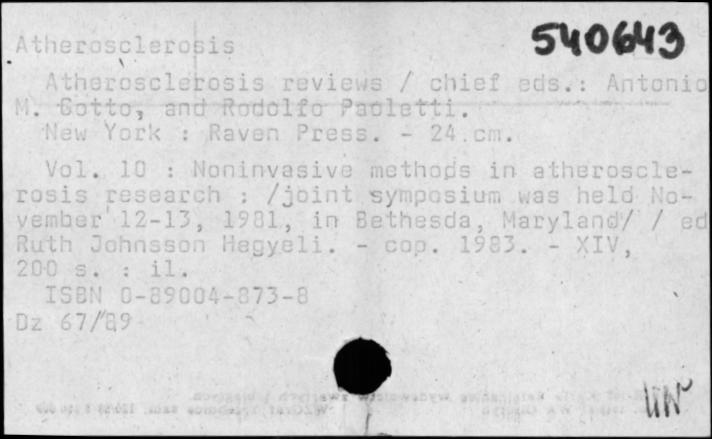 540643
Atherosclerosis
Atherosclerosis reviews / chief eds.: Antonio
M. Gotto, and Rodolfo Paoletti.
New York : Raven Press. - 24 cm.
Vol. 10 : Noninvasive methods in atheroscle-
rosis research : /joint symposium was held No-
vember 12-13, 1981, in Bethesda, Maryland/ / ed
Ruth Johnsson Hegyeli. - cop. 1983. - XIV,
200 s. : il.
ISBN 0-89004-873-8
Dz 67/89